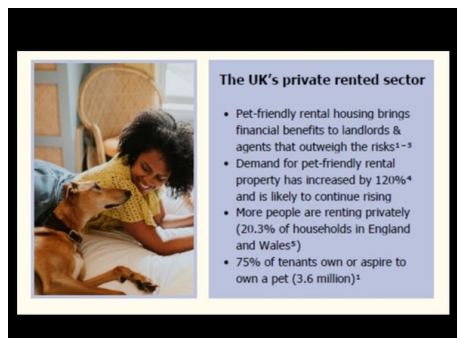 The UK’s private rented sector
• Pet-friendly rental housing brings
financial benefits to landlords &
agents that outweigh the risks¹⁻³
• Demand for pet-friendly rental
property has increased by 120%⁴
and is likely to continue rising
• More people are renting privately
(20.3% of households in England
and Wales⁵)
• 75% of tenants own or aspire to
own a pet (3.6 million)¹